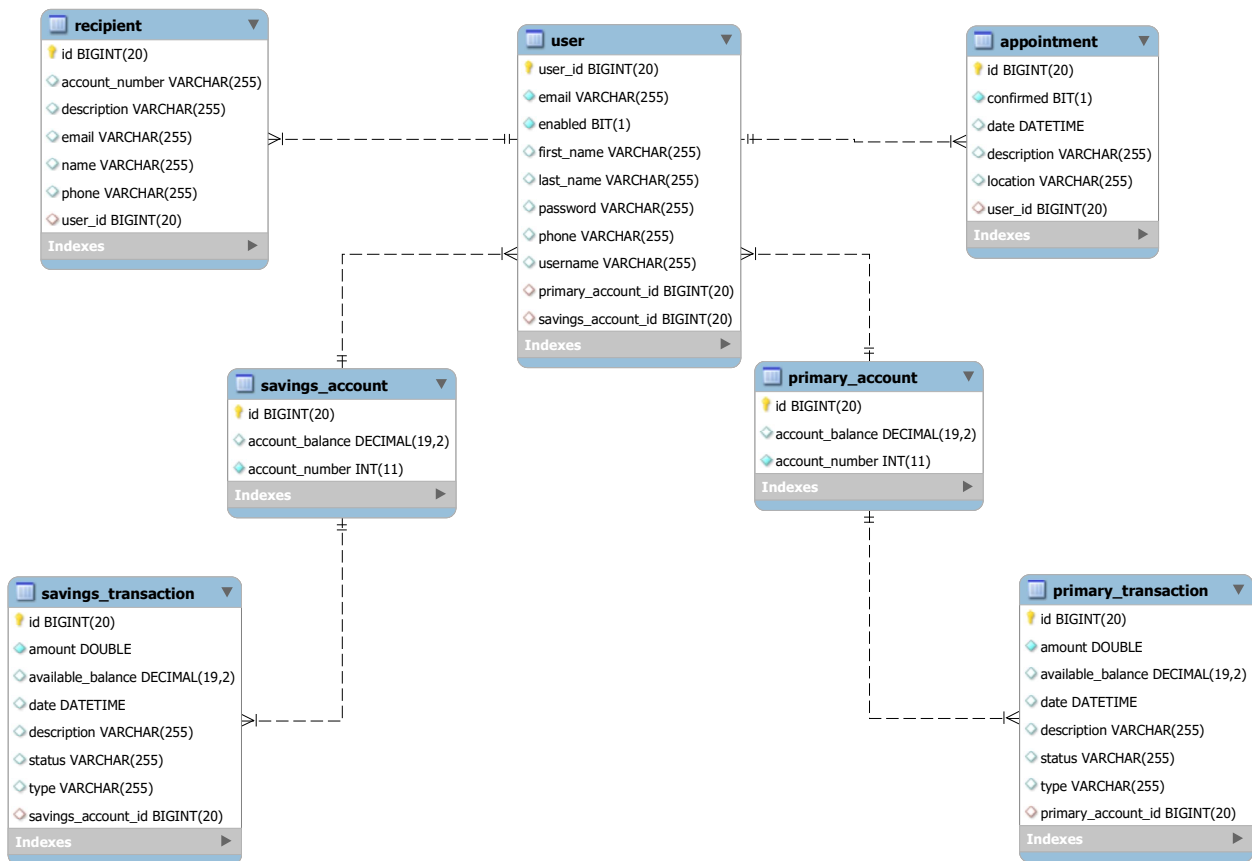 recipient
id BIGINT(20)
account_number VARCHAR(255)
description VARCHAR(255)
email VARCHAR(255)
name VARCHAR(255)
phone VARCHAR(255)
user_id BIGINT(20)
Indexes
user
user_id BIGINT(20)
email VARCHAR(255)
enabled BIT(1)
first_name VARCHAR(255)
last_name VARCHAR(255)
password VARCHAR(255)
phone VARCHAR(255)
username VARCHAR(255)
primary_account_id BIGINT(20)
savings_account_id BIGINT(20)
Indexes
appointment
id BIGINT(20)
confirmed BIT(1)
date DATETIME
description VARCHAR(255)
location VARCHAR(255)
user_id BIGINT(20)
Indexes
savings_account
id BIGINT(20)
account_balance DECIMAL(19,2)
account_number INT(11)
Indexes
primary_account
id BIGINT(20)
account_balance DECIMAL(19,2)
account_number INT(11)
Indexes
savings_transaction
id BIGINT(20)
amount DOUBLE
available_balance DECIMAL(19,2)
date DATETIME
description VARCHAR(255)
status VARCHAR(255)
type VARCHAR(255)
savings_account_id BIGINT(20)
Indexes
primary_transaction
id BIGINT(20)
amount DOUBLE
available_balance DECIMAL(19,2)
date DATETIME
description VARCHAR(255)
status VARCHAR(255)
type VARCHAR(255)
primary_account_id BIGINT(20)
Indexes